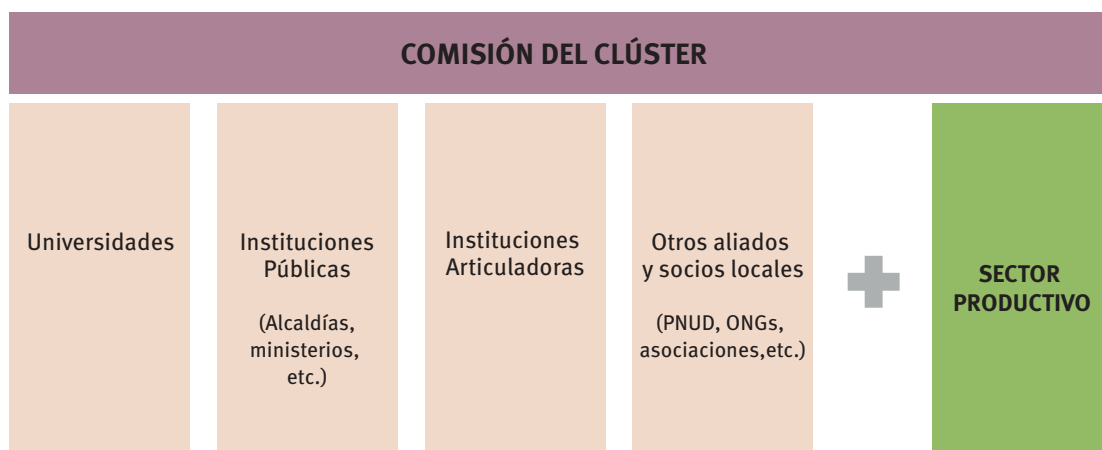 COMISIÓN DEL CLÚSTER
Universidades
Instituciones
Públicas
(Alcaldías,
ministerios,
etc.)
Instituciones
Articuladoras
Otros aliados
y socios locales
(PNUD, ONGs,
asociaciones,etc.)
SECTOR
PRODUCTIVO